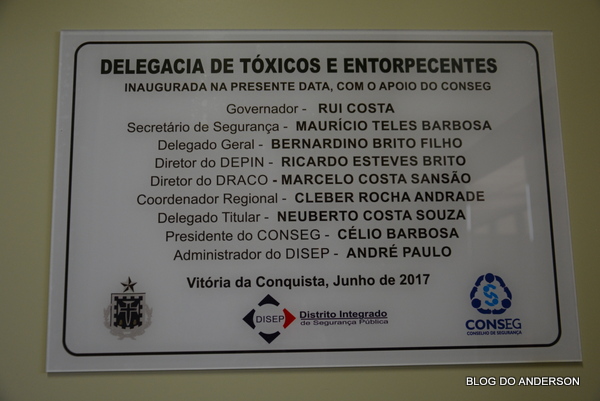 DELEGACIA DE TÓXICOS E ENTORPECENTES
INAUGURADA NA PRESENTE DATA, COM O APOIO DO CONSEG
Governador - RUI COSTA
Secretário de Segurança - MAURÍCIO TELES BARBOSA
Delegado Geral - BERNARDINO BRITO FILHO
Diretor do DEPIN - RICARDO ESTEVES BRITO
Diretor do DRACO - MARCELO COSTA SANSÃO
Coordenador Regional - CLEBER ROCHA ANDRADE
Delegado Titular - NEUBERTO COSTA SOUZA
Presidente do CONSEG - CÉLIO BARBOSA
Administrador do DISEP - ANDRÉ PAULO
Vitória da Conquista, Junho de 2017
DISEP
Distrito Integrado
de Segurança Pública
CONSEG
CONSELHO DE SEGURANÇA
BLOG DO ANDERSON